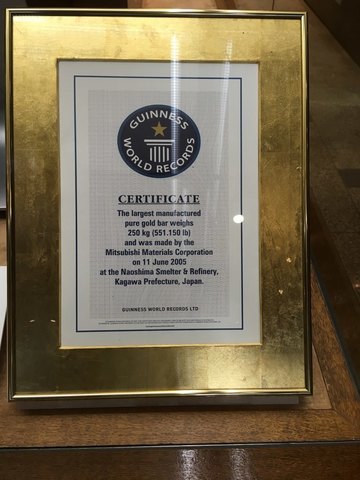 GUINNESS
WORLD RECORDS
CERTIFICATE
The largest manufactured
pure gold bar weighs
250 kg (551.150 lb)
and was made by the
Mitsubishi Materials Corporation
on 11 June 2005
at the Naoshima Smelter & Refinery,
Kagawa Prefecture, Japan.
GUINNESS WORLD RECORDS LTD